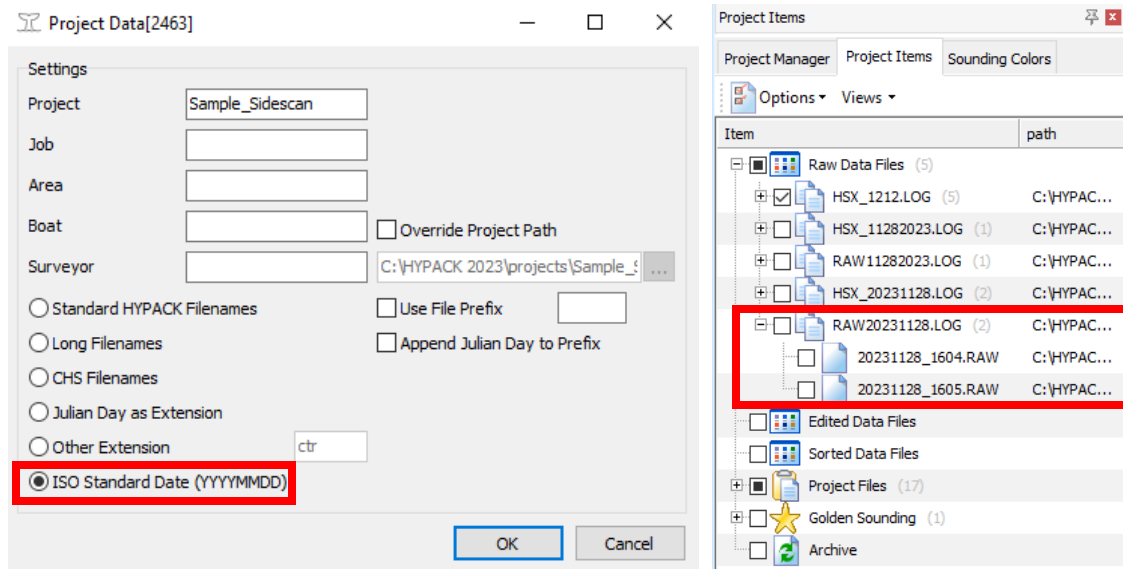 Project Data[2463]
Settings
Project Sample_Sidescan
Job
Area
Boat
Override Project Path
Surveyor
C:\HYPACK 2023\projects\Sample_S ...
Standard HYPACK Filenames
Use File Prefix
Long Filenames
Append Julian Day to Prefix
CHS Filenames
Julian Day as Extension
Other Extension ctr
ISO Standard Date (YYYYMMDD)
OK Cancel
Project Items
Project Manager Project Items Sounding Colors
Options Views
Item path
Raw Data Files (5)
HSX_1212.LOG (5) C:\HYPAC...
HSX_11282023.LOG (1) C:\HYPAC...
RAW11282023.LOG (1) C:\HYPAC...
HSX_20231128.LOG (2) C:\HYPAC...
RAW20231128.LOG (2) C:\HYPAC...
20231128_1604.RAW C:\HYPAC...
20231128_1605.RAW C:\HYPAC...
Edited Data Files
Sorted Data Files
Project Files (17)
Golden Sounding (1)
Archive